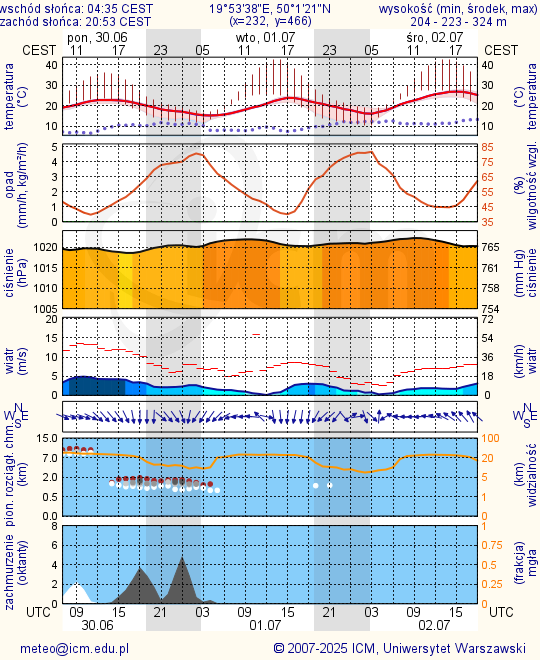 wschód słońca: 04:35 CEST 19°53'38"E, 50°1'21"N wysokość (min, środek, max)
zachód słońca: 20:53 CEST (x=232, y=466) 204 - 223 - 324 m
pon, 30.06 wto, 01.07 śro, 02.07
CEST 11 17 23 05 11 17 23 05 11 17 CEST
temperatura
(°C)
40 40
30 30
20 20
10 10
(°C)
temperatura
opad
(mm/h, kg/m²/h)
5 85
4 75
3 65
55
2
1 45
0 35
(%)
wilgotność wzgl.
ciśnienie
(hPa)
1020 765
1015 761
1010 758
1005 754
(mm Hg)
ciśnienie
wiatr
(m/s)
20 72
15 54
10 36
5 18
0 0
(km/h)
wiatr
N N
W E W E
S S
pion. rozciągł. chm.
(km)
15.0 100
7.0 20
2.0 5
0.5 1
0.0 0
(km)
widzialność
zachmurzenie
(oktanty)
8 1
6 0.75
4 0.5
2 0.25
0 0
(frakcja)
mgła
UTC 09 15 21 03 09 15 21 03 09 15 UTC
30.06 01.07 02.07
meteo@icm.edu.pl © 2007-2025 ICM, Uniwersytet Warszawski